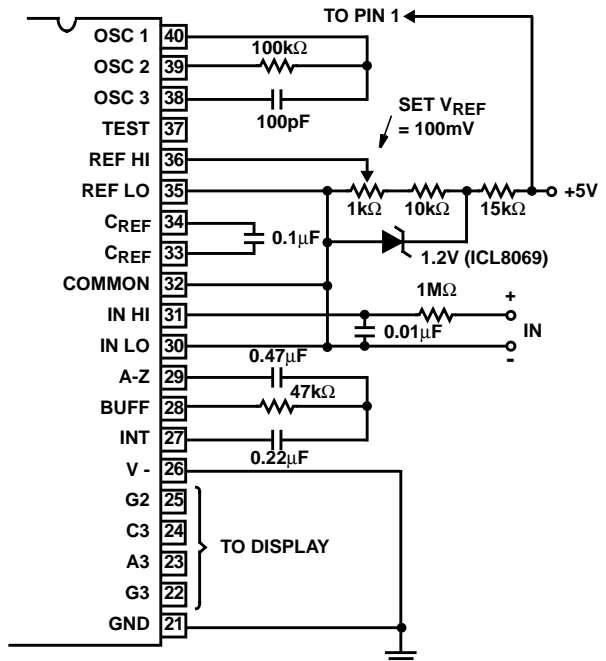 TO PIN 1
OSC 1 40
100kΩ
OSC 2 39
OSC 3 38
100pF
SET VREF
= 100mV
TEST 37
REF HI 36
REF LO 35
1kΩ 10kΩ 15kΩ
+5V
CREF 34
0.1µF
CREF 33
1.2V (ICL8069)
COMMON 32
1MΩ
IN HI 31
+
0.01µF
IN
IN LO 30
-
0.47µF
A-Z 29
47kΩ
BUFF 28
INT 27
0.22µF
V - 26
G2 25
C3 24
TO DISPLAY
A3 23
G3 22
GND 21